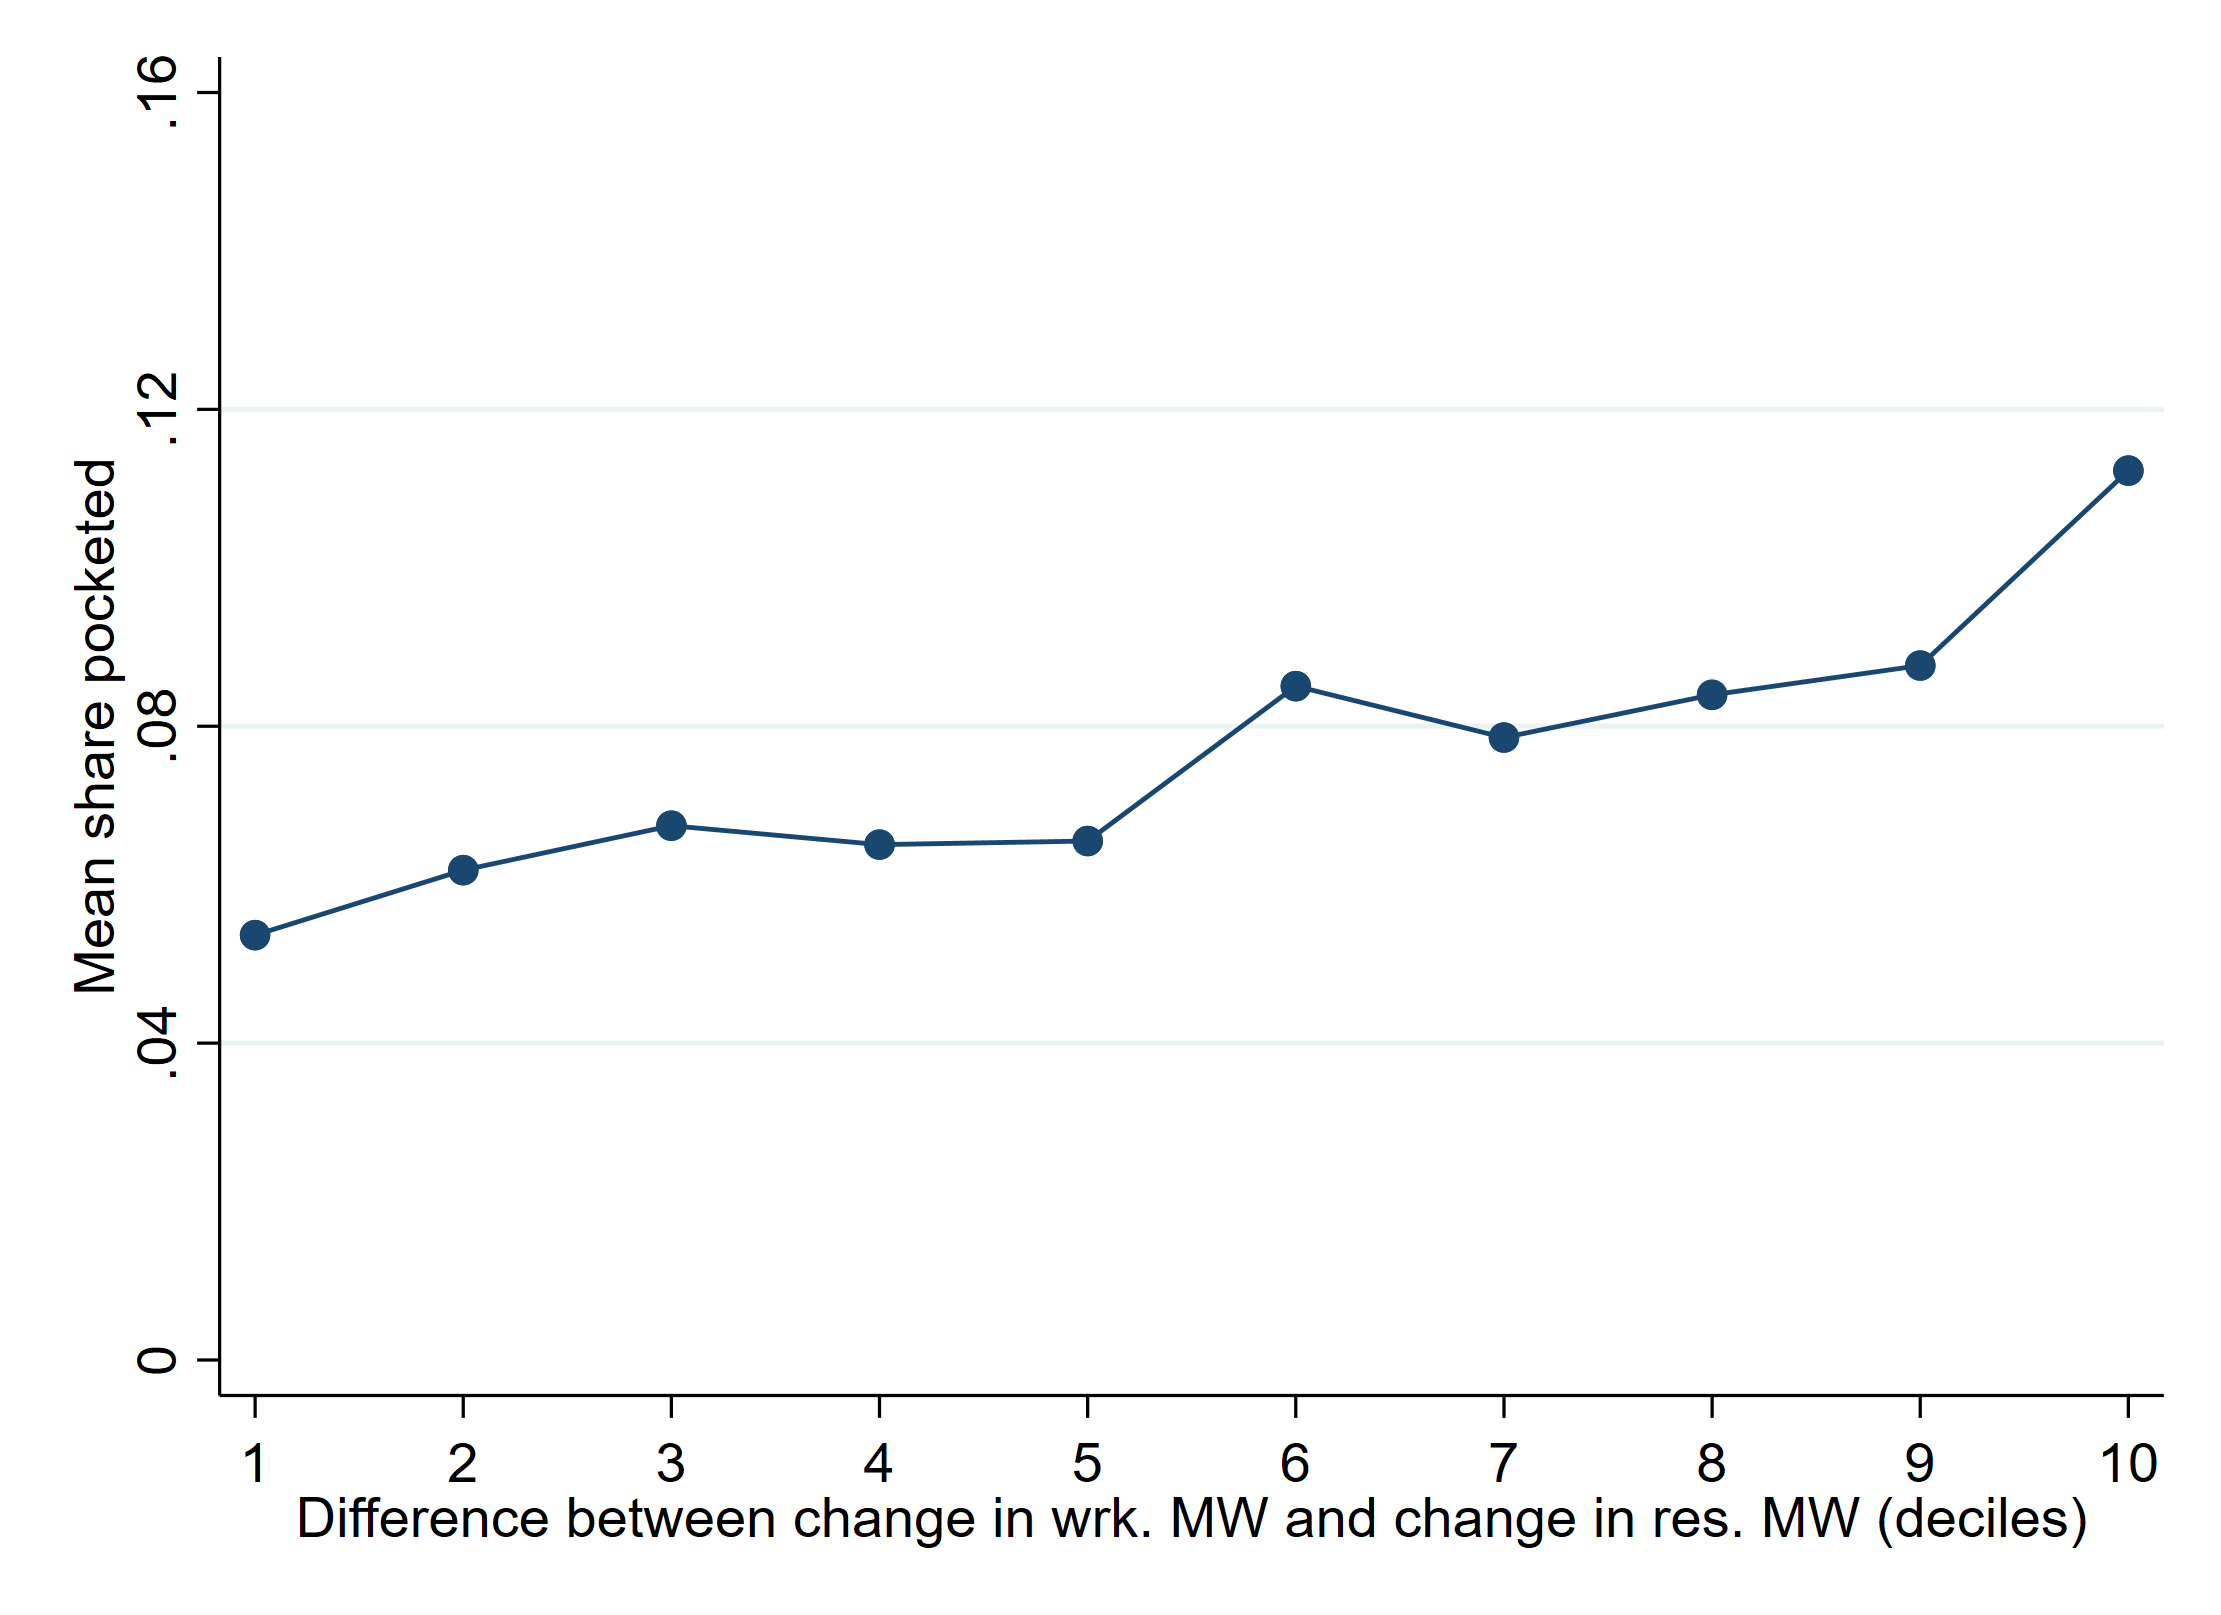 .16
.12
.08
.04
0
Mean share pocketed
1 2 3 4 5 6 7 8 9 10
Difference between change in wrk. MW and change in res. MW (deciles)